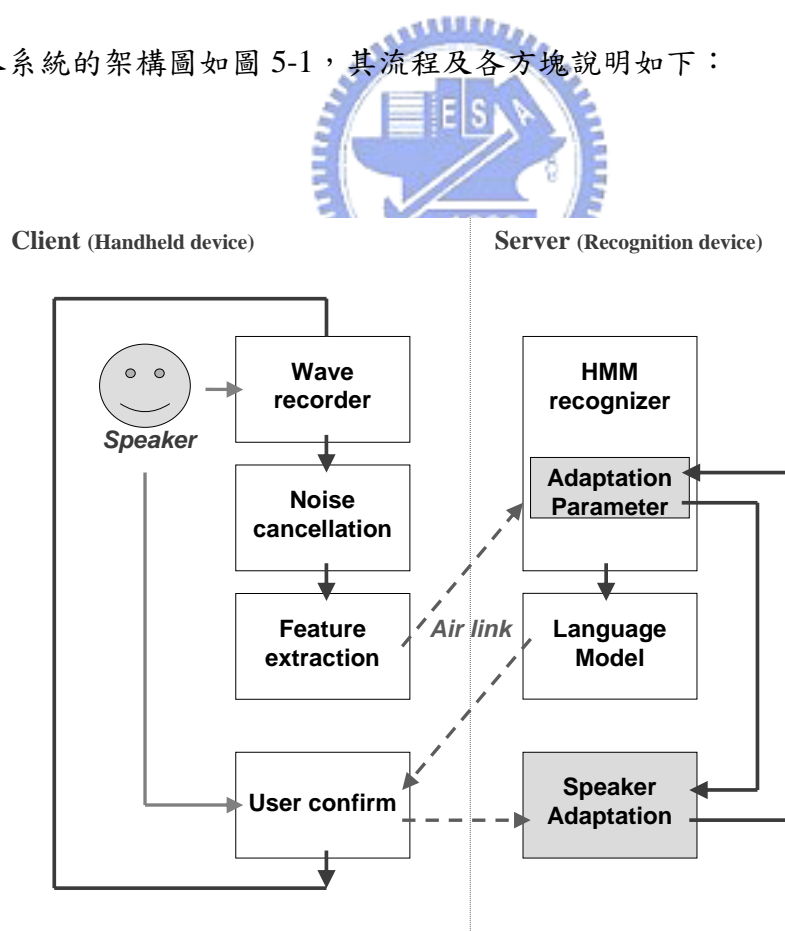 系統的架構圖如圖 5-1，其流程及各方塊說明如下：
E S A
Client (Handheld device)
Server (Recognition device)
Speaker
Wave
recorder
Noise
cancellation
Feature
extraction
User confirm
Air link
HMM
recognizer
Adaptation
Parameter
Language
Model
Speaker
Adaptation